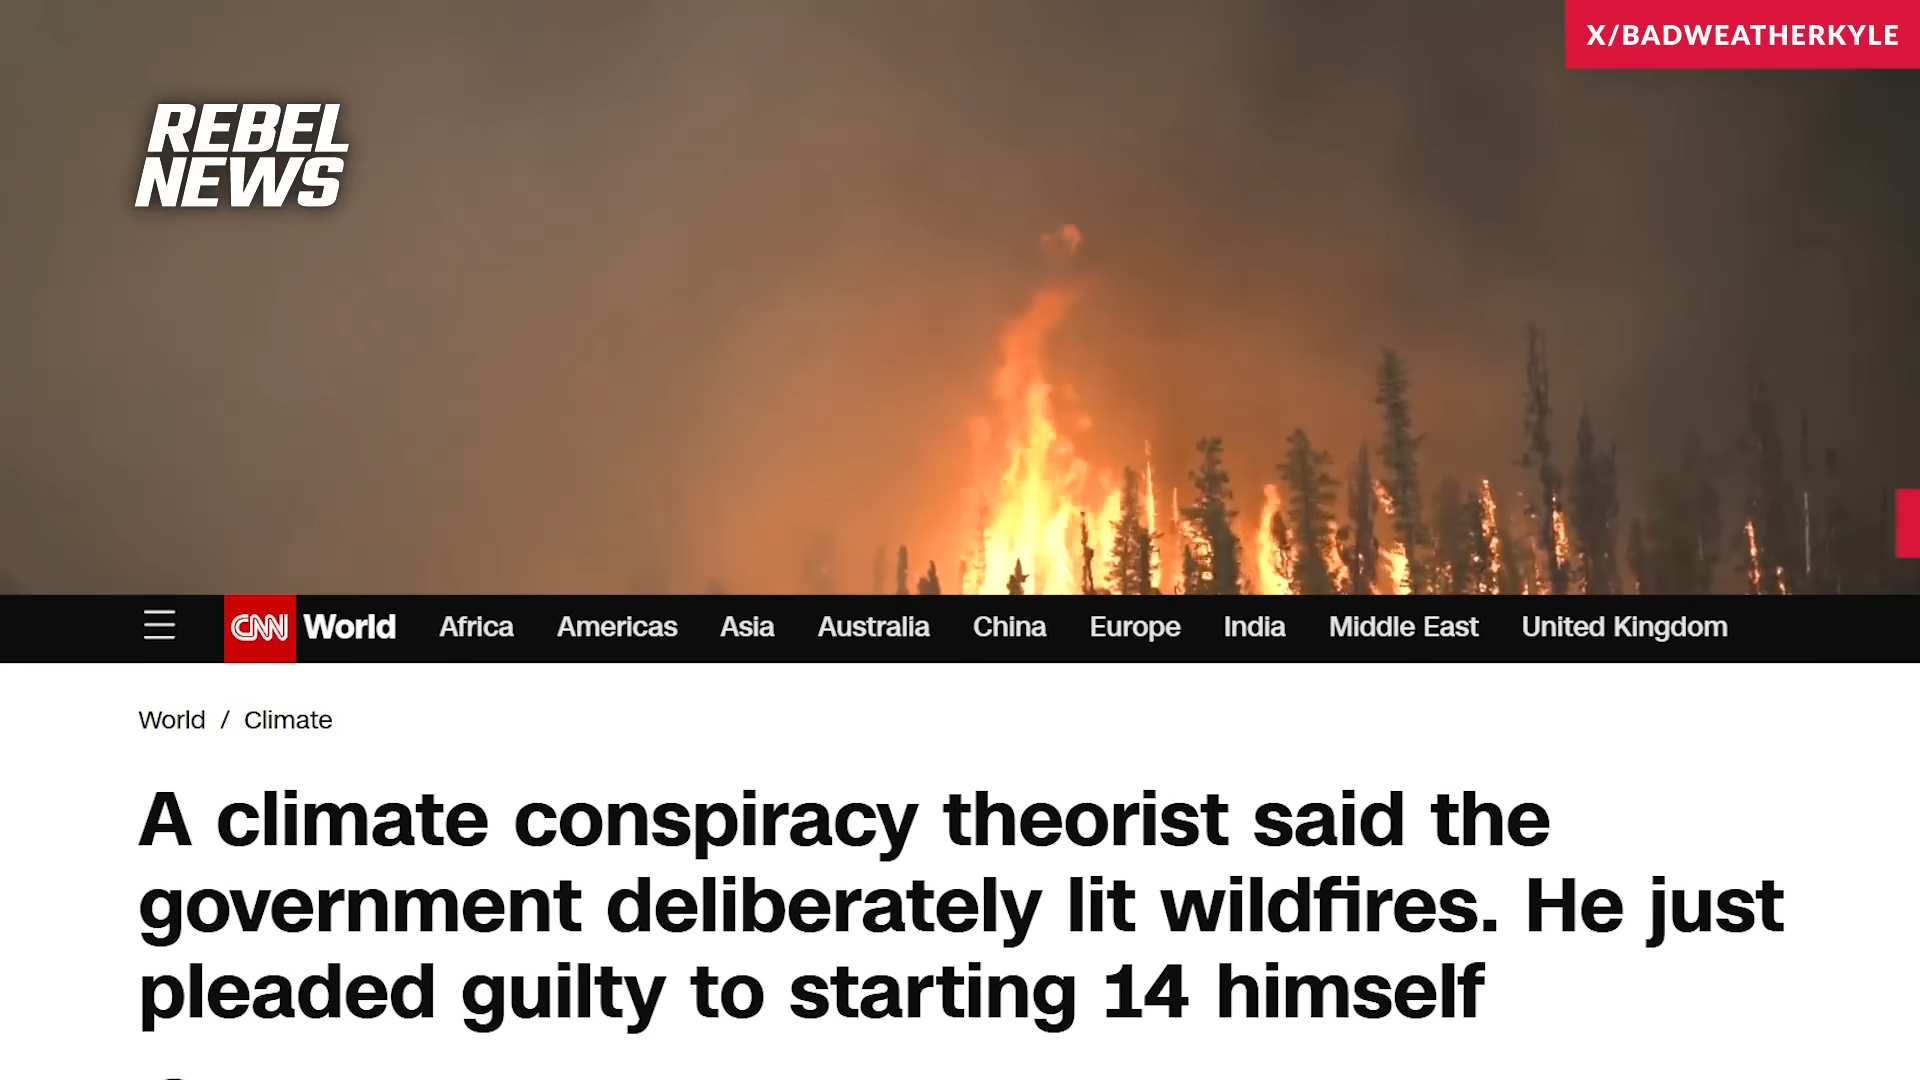 X/BADWEATHERKYLE
REBEL
NEWS
CNN World Africa Americas Asia Australia China Europe India Middle East United Kingdom
World / Climate
A climate conspiracy theorist said the
government deliberately lit wildfires. He just
pleaded guilty to starting 14 himself